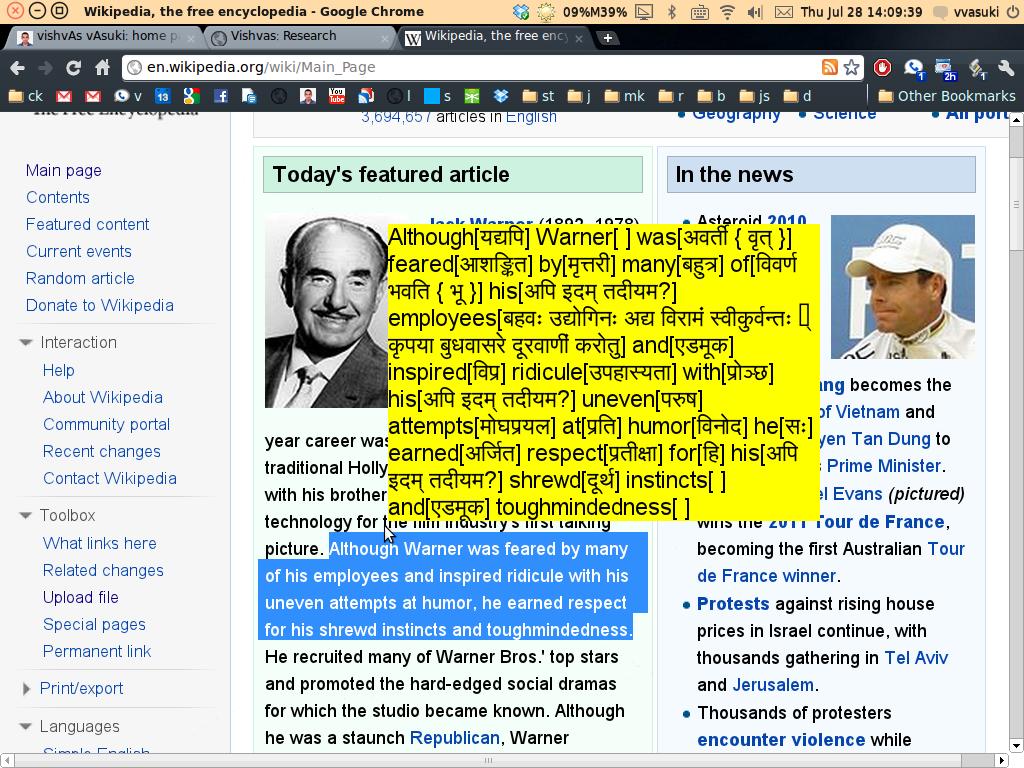 Wikipedia, the free encyclopedia - Google Chrome
09%M39%
Thu Jul 28 14:09:39
vvasuki
vishvAs vAsuki: home p
Vishvas: Research
Wikipedia, the free ency
en.wikipedia.org/wiki/Main_Page
1
2h
1
ck
v
13
You Tube
l
s
st
j
mk
r
b
js
d
Other Bookmarks
The Free Encyclopedia
Main page
Contents
Featured content
Current events
Random article
Donate to Wikipedia
Interaction
Help
About Wikipedia
Community portal
Recent changes
Contact Wikipedia
Toolbox
What links here
Related changes
Upload file
Special pages
Permanent link
Print/export
Languages
Simple English
3,694,657 articles in English
Geography
Science
All port
Today's featured article
Jack Warner (1892–1978)
Although[यद्यपि] Warner[ ] was[अवर्ती { वृत् }]
feared[आशङ्कित] by[मृत्तरी] many[बहुत्र] of[विवर्ण
भवति { भू }] his[अपि इदम् तदीयम?]
employees[बहवः उद्योगिनः अद्य विरामं स्वीकुर्वन्तः
कृपया बुधवासरे दूरवाणीं करोतु] and[एडमूक]
inspired[विप्र] ridicule[उपहास्यता] with[प्रोञ्छ]
his[अपि इदम् तदीयम?] uneven[परुष]
attempts[मोघप्रयल] at[प्रति] humor[विनोद] he[सः]
earned[अर्जित] respect[प्रतीक्षा] for[हि] his[अपि
इदम् तदीयम?] shrewd[दूर्थ] instincts[ ]
and[एडमूक] toughmindedness[ ]
year career was
traditional Holly
with his brother
technology for the film industry's first talking
picture. Although Warner was feared by many
of his employees and inspired ridicule with his
uneven attempts at humor, he earned respect
for his shrewd instincts and toughmindedness.
He recruited many of Warner Bros.' top stars
and promoted the hard-edged social dramas
for which the studio became known. Although
he was a staunch Republican, Warner
In the news
Asteroid 2010
ang becomes the
of Vietnam and
yen Tan Dung to
Prime Minister.
el Evans (pictured)
wins the 2011 Tour de France,
becoming the first Australian Tour
de France winner.
Protests against rising house
prices in Israel continue, with
thousands gathering in Tel Aviv
and Jerusalem.
Thousands of protesters
encounter violence while